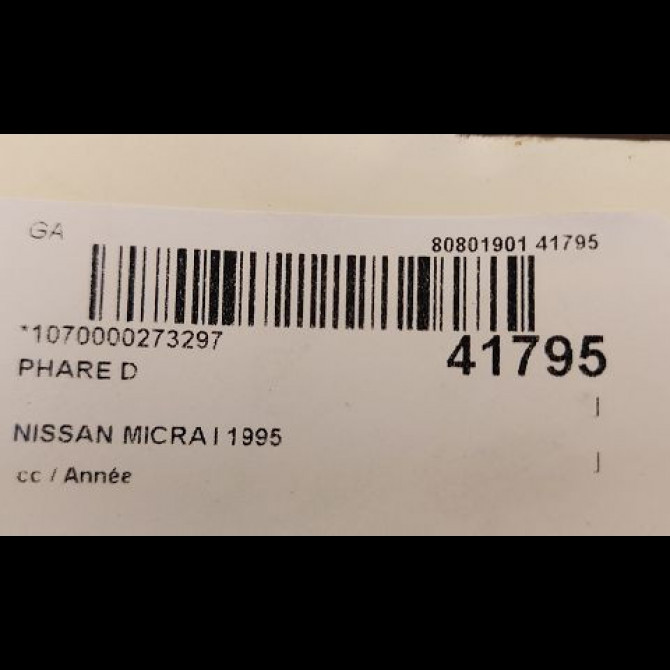 GA
80801901 41795
*1070000273297
41795
PHARE D
NISSAN MICRA I 1995
cc / Année